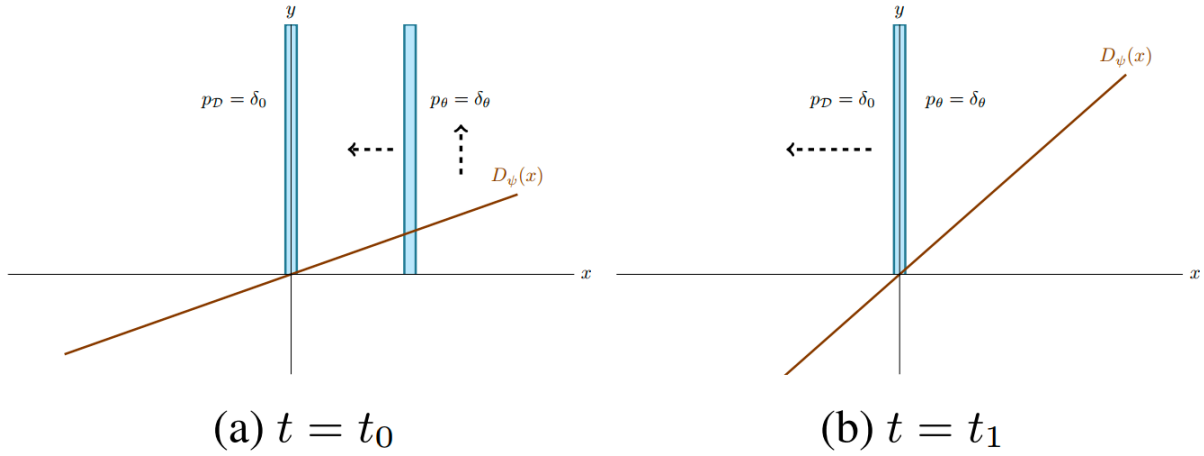 y
p_𝒟 = δ_0
p_θ = δ_θ
D_ψ(x)
x
(a) t = t_0
y
D_ψ(x)
p_𝒟 = δ_0
p_θ = δ_θ
x
(b) t = t_1